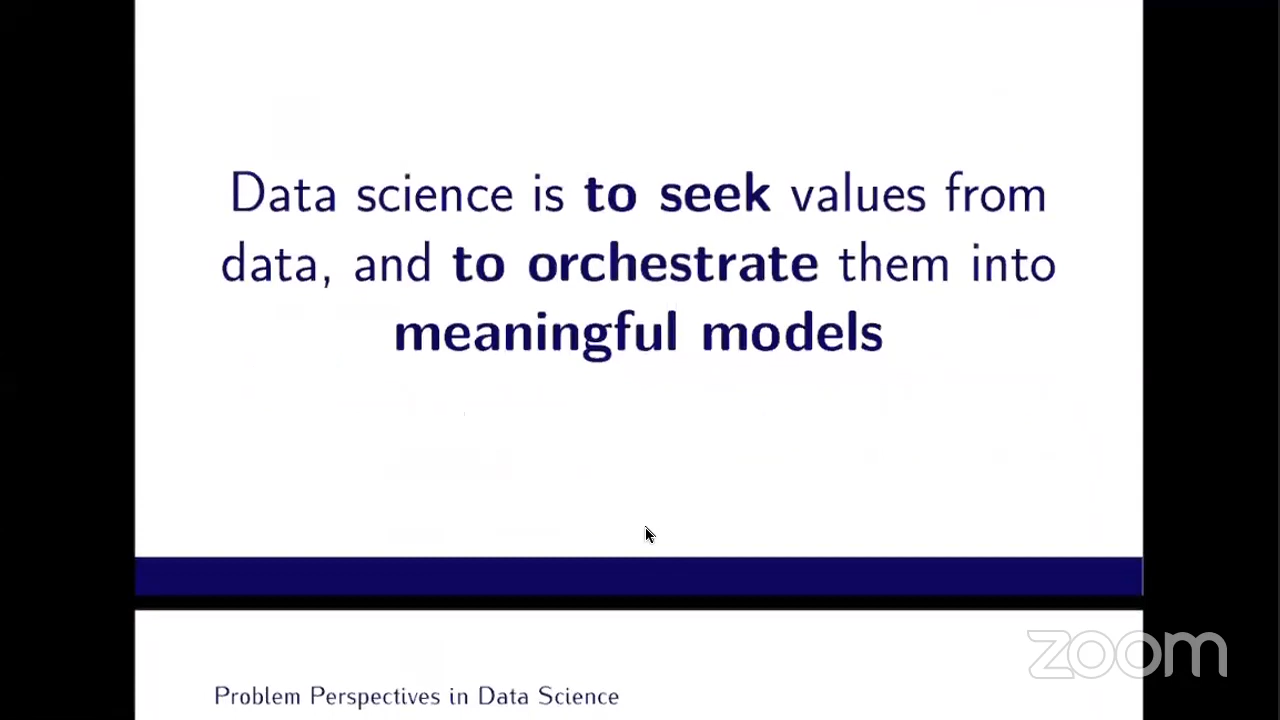 Data science is to seek values from
data, and to orchestrate them into
meaningful models
zoom
Problem Perspectives in Data Science